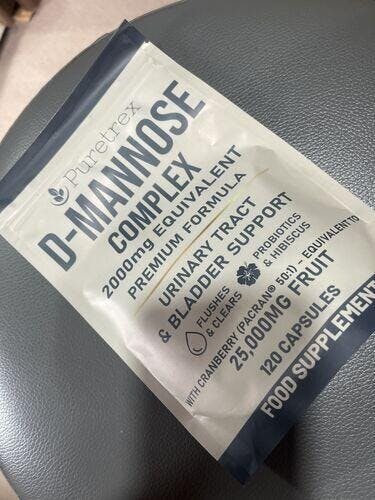 Puretrex
D-MANNOSE
COMPLEX
2000mg EQUIVALENT
PREMIUM FORMULA
URINARY TRACT
& BLADDER SUPPORT
FLUSHES
& CLEARS
PROBIOTICS
& HIBISCUS
WITH CRANBERRY (PACRAN® 50:1) - EQUIVALENT TO
25,000MG FRUIT
120 CAPSULES
FOOD SUPPLEMENT